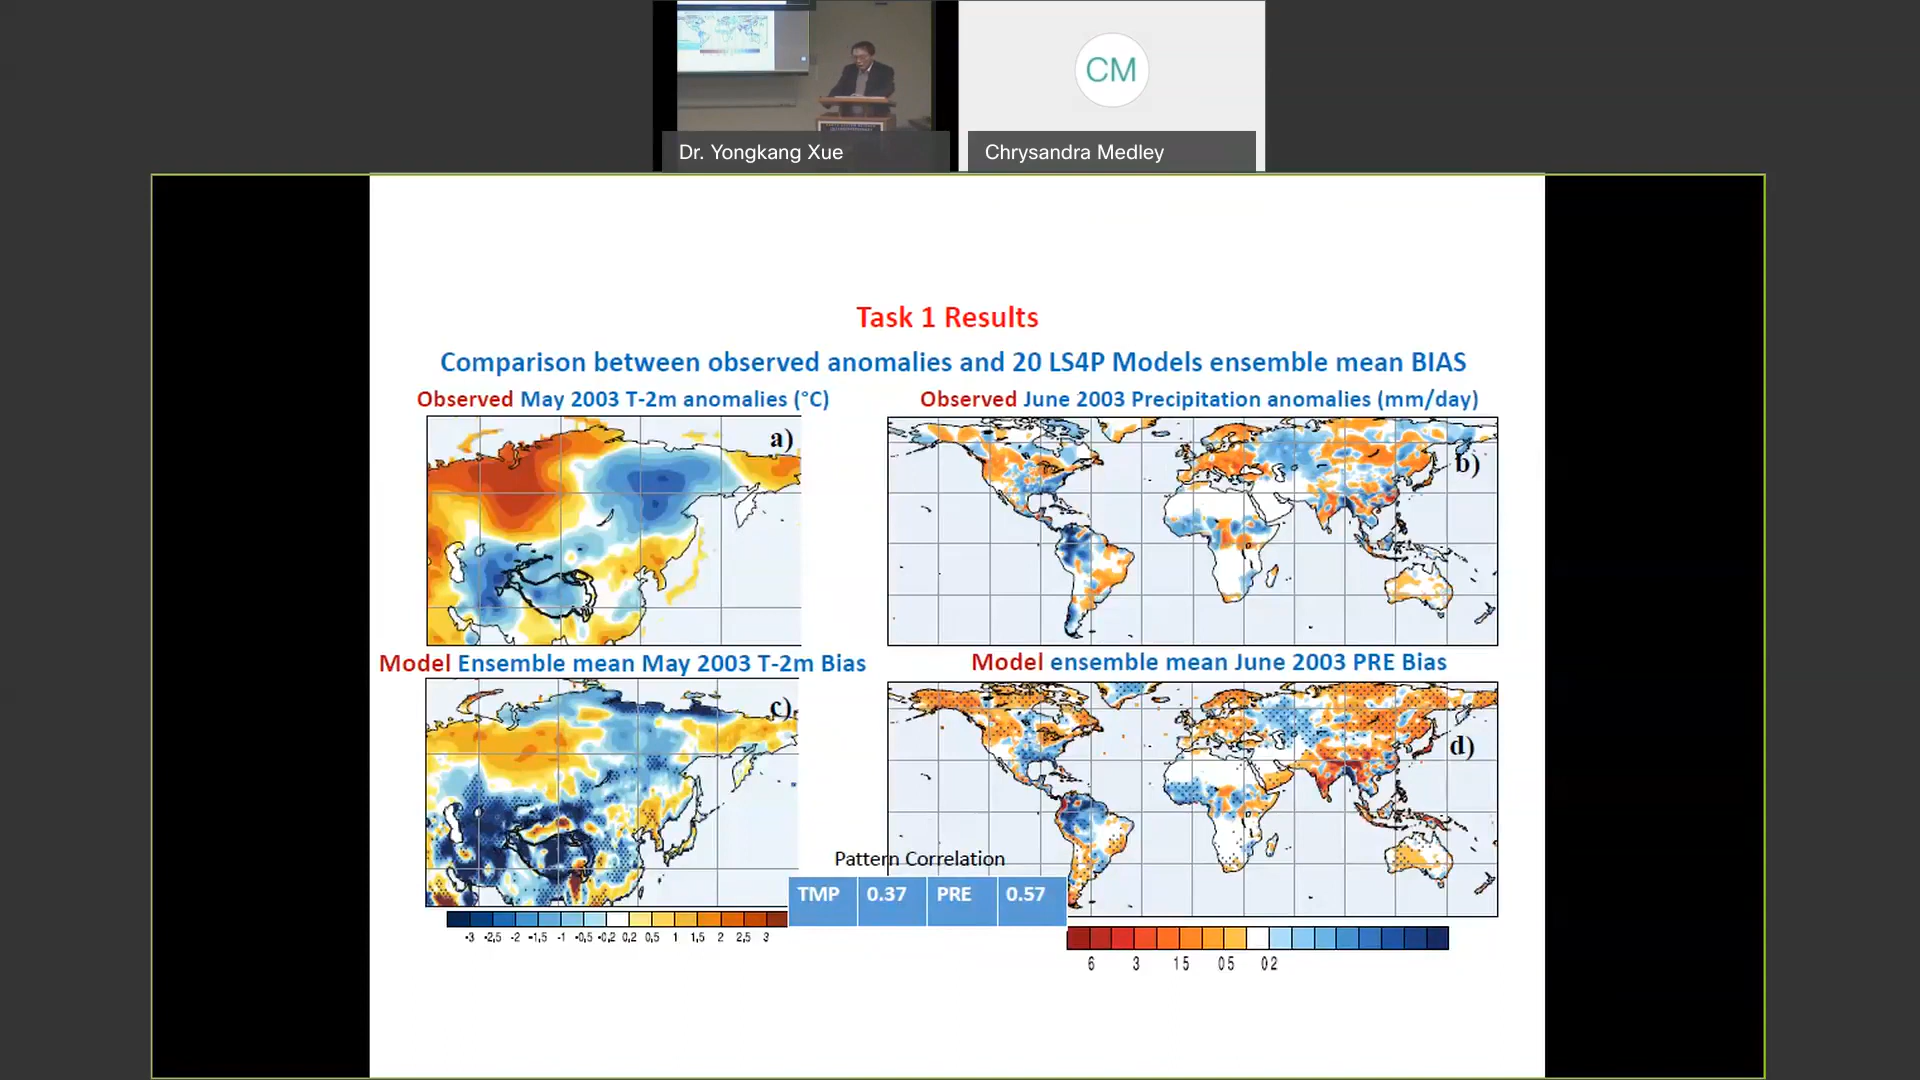 CM
Dr. Yongkang Xue
Chrysandra Medley
Task 1 Results
Comparison between observed anomalies and 20 LS4P Models ensemble mean BIAS
Observed May 2003 T-2m anomalies (°C)
Observed June 2003 Precipitation anomalies (mm/day)
a)
b)
Model Ensemble mean May 2003 T-2m Bias
Model ensemble mean June 2003 PRE Bias
c)
d)
Pattern Correlation
TMP 0.37 PRE 0.57
-3 -2,5 -2 -1,5 -1 -0,5 -0,2 0,2 0,5 1 1,5 2 2,5 3
6 3 1 5 0 5 0 2